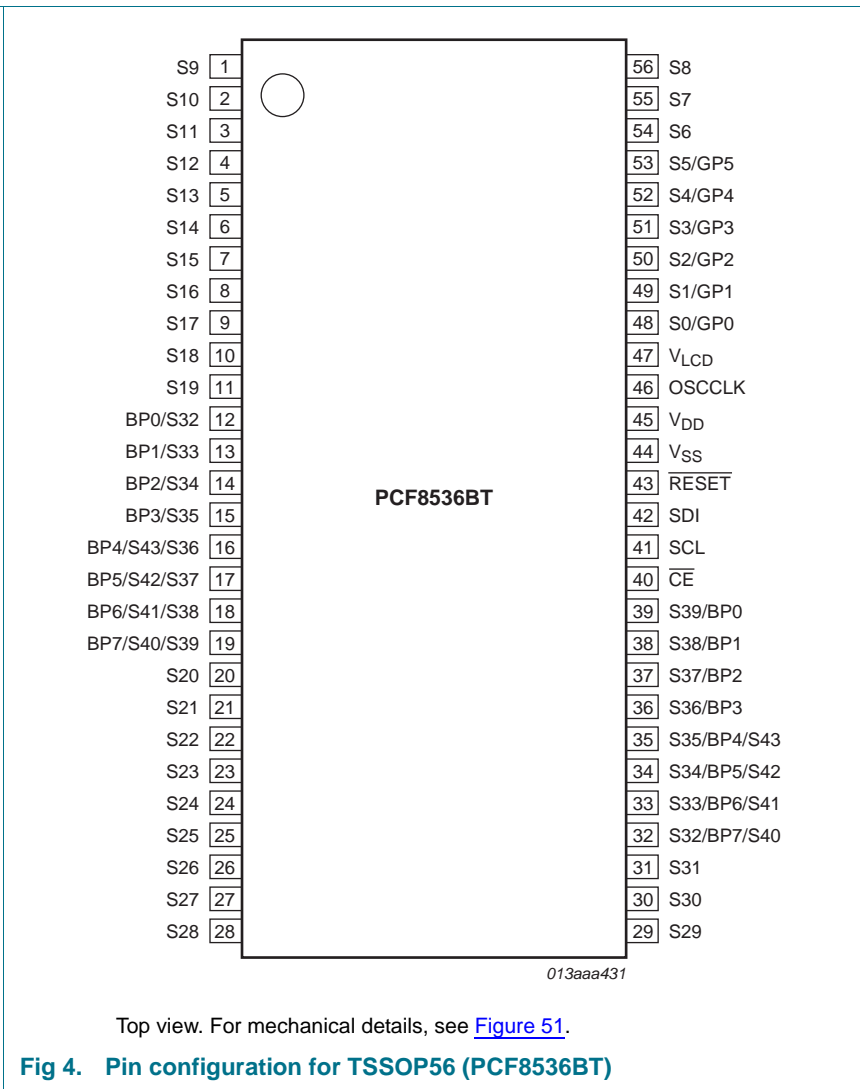 S9 1 56 S8
S10 2 55 S7
S11 3 54 S6
S12 4 53 S5/GP5
S13 5 52 S4/GP4
S14 6 51 S3/GP3
S15 7 50 S2/GP2
S16 8 49 S1/GP1
S17 9 48 S0/GP0
S18 10 47 VLCD
S19 11 46 OSCCLK
BP0/S32 12 45 VDD
BP1/S33 13 44 VSS
BP2/S34 14 43 RESET
PCF8536BT
BP3/S35 15 42 SDI
BP4/S43/S36 16 41 SCL
BP5/S42/S37 17 40 CE
BP6/S41/S38 18 39 S39/BP0
BP7/S40/S39 19 38 S38/BP1
S20 20 37 S37/BP2
S21 21 36 S36/BP3
S22 22 35 S35/BP4/S43
S23 23 34 S34/BP5/S42
S24 24 33 S33/BP6/S41
S25 25 32 S32/BP7/S40
S26 26 31 S31
S27 27 30 S30
S28 28 29 S29
013aaa431
Top view. For mechanical details, see Figure 51.
Fig 4. Pin configuration for TSSOP56 (PCF8536BT)